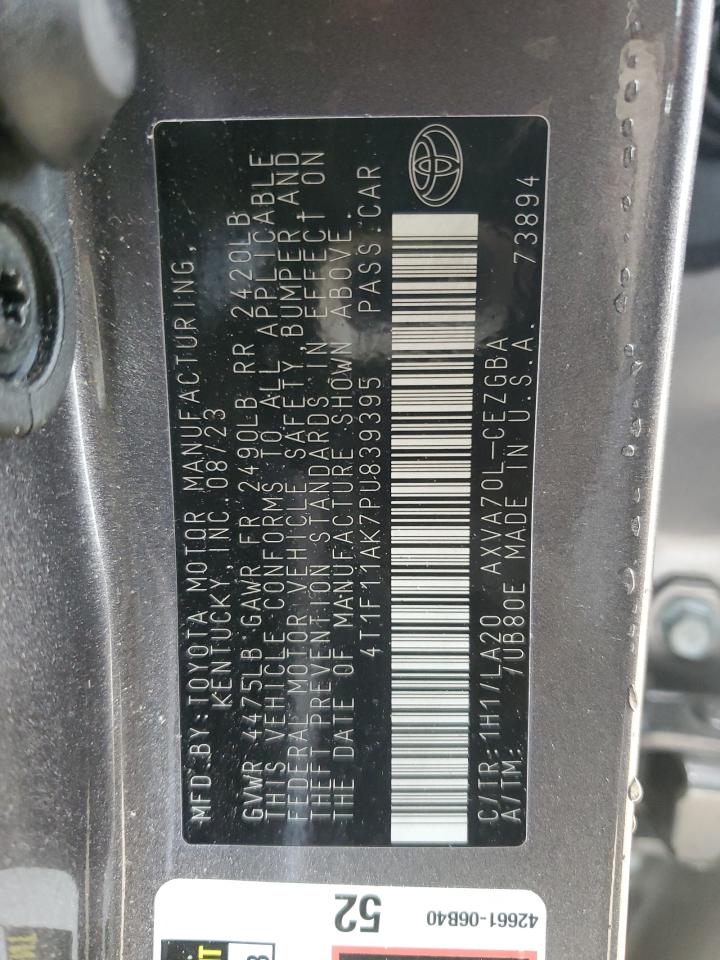 MFD.BY:TOYOTA MOTOR MANUFACTURING,
KENTUCKY, INC.08/23
GVWR 4475LB GAWR FR 2490LB RR 2420LB
THIS VEHICLE CONFORMS TO ALL APPLICABLE
FEDERAL MOTOR VEHICLE SAFETY,BUMPER AND
THEFT PREVENTION STANDARDS IN EFFECT ON
THE DATE OF MANUFACTURE SHOWN ABOVE.
4T1F11AK7PU839395 PASS.CAR
C/TR:1H1/LA20 AXVA70L-CEZGBA
A/TM: /UB80E MADE IN U.S.A. 73894
52
42661-06B40